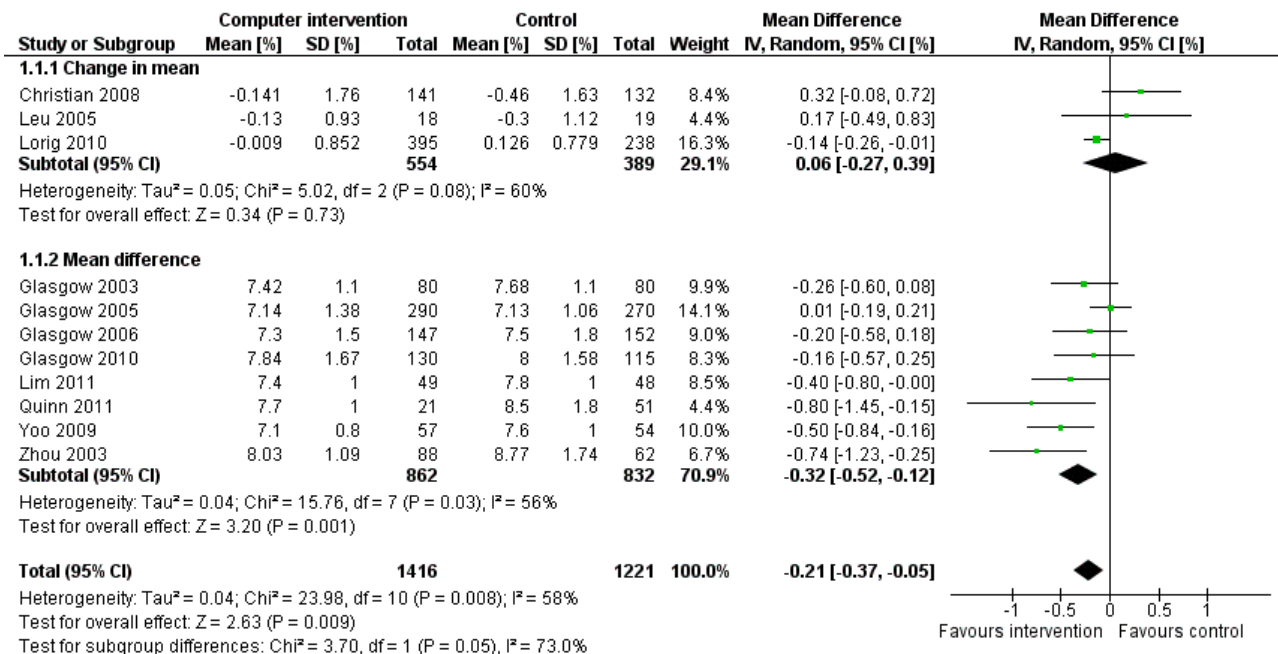 Computer intervention Control Mean Difference Mean Difference
Study or Subgroup Mean [%] SD [%] Total Mean [%] SD [%] Total Weight IV, Random, 95% CI [%] IV, Random, 95% CI [%]
1.1.1 Change in mean
Christian 2008 -0.141 1.76 141 -0.46 1.63 132 8.4% 0.32 [-0.08, 0.72]
Leu 2005 -0.13 0.93 18 -0.3 1.12 19 4.4% 0.17 [-0.49, 0.83]
Lorig 2010 -0.009 0.852 395 0.126 0.779 238 16.3% -0.14 [-0.26, -0.01]
Subtotal (95% CI) 554 389 29.1% 0.06 [-0.27, 0.39]
Heterogeneity: Tau² = 0.05; Chi² = 5.02, df = 2 (P = 0.08); I² = 60%
Test for overall effect: Z = 0.34 (P = 0.73)
1.1.2 Mean difference
Glasgow 2003 7.42 1.1 80 7.68 1.1 80 9.9% -0.26 [-0.60, 0.08]
Glasgow 2005 7.14 1.38 290 7.13 1.06 270 14.1% 0.01 [-0.19, 0.21]
Glasgow 2006 7.3 1.5 147 7.5 1.8 152 9.0% -0.20 [-0.58, 0.18]
Glasgow 2010 7.84 1.67 130 8 1.58 115 8.3% -0.16 [-0.57, 0.25]
Lim 2011 7.4 1 49 7.8 1 48 8.5% -0.40 [-0.80, -0.00]
Quinn 2011 7.7 1 21 8.5 1.8 51 4.4% -0.80 [-1.45, -0.15]
Yoo 2009 7.1 0.8 57 7.6 1 54 10.0% -0.50 [-0.84, -0.16]
Zhou 2003 8.03 1.09 88 8.77 1.74 62 6.7% -0.74 [-1.23, -0.25]
Subtotal (95% CI) 862 832 70.9% -0.32 [-0.52, -0.12]
Heterogeneity: Tau² = 0.04; Chi² = 15.76, df = 7 (P = 0.03); I² = 56%
Test for overall effect: Z = 3.20 (P = 0.001)
Total (95% CI) 1416 1221 100.0% -0.21 [-0.37, -0.05]
Heterogeneity: Tau² = 0.04; Chi² = 23.98, df = 10 (P = 0.008); I² = 58%
Test for overall effect: Z = 2.63 (P = 0.009)
Test for subgroup differences: Chi² = 3.70, df = 1 (P = 0.05), I² = 73.0%
-1 -0.5 0 0.5 1
Favours intervention Favours control